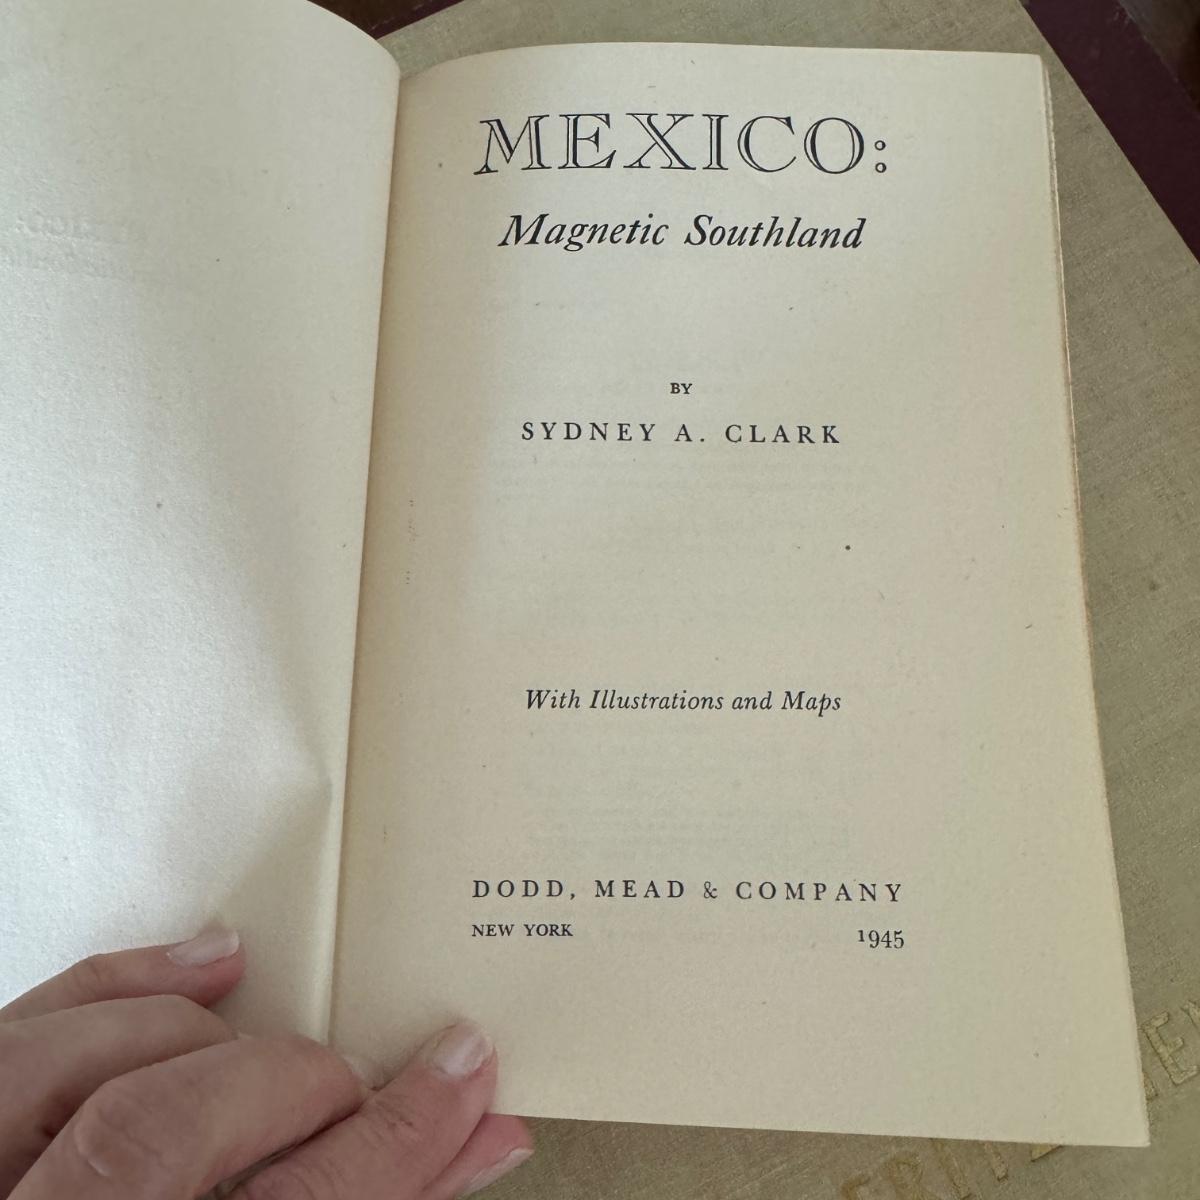 MEXICO:
Magnetic Southland
BY
SYDNEY A. CLARK
With Illustrations and Maps
DODD, MEAD & COMPANY
NEW YORK 1945